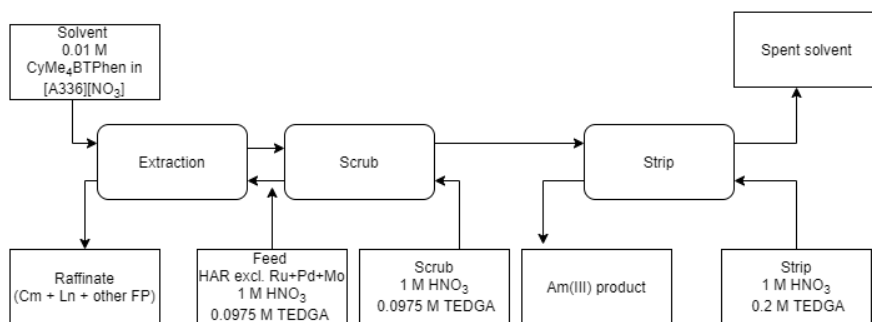 Solvent
0.01 M
CyMe₄BTPhen in
[A336][NO₃]
Spent solvent
Extraction
Scrub
Strip
Raffinate
(Cm + Ln + other FP)
Feed
HAR excl. Ru+Pd+Mo
1 M HNO₃
0.0975 M TEDGA
Scrub
1 M HNO₃
0.0975 M TEDGA
Am(III) product
Strip
1 M HNO₃
0.2 M TEDGA